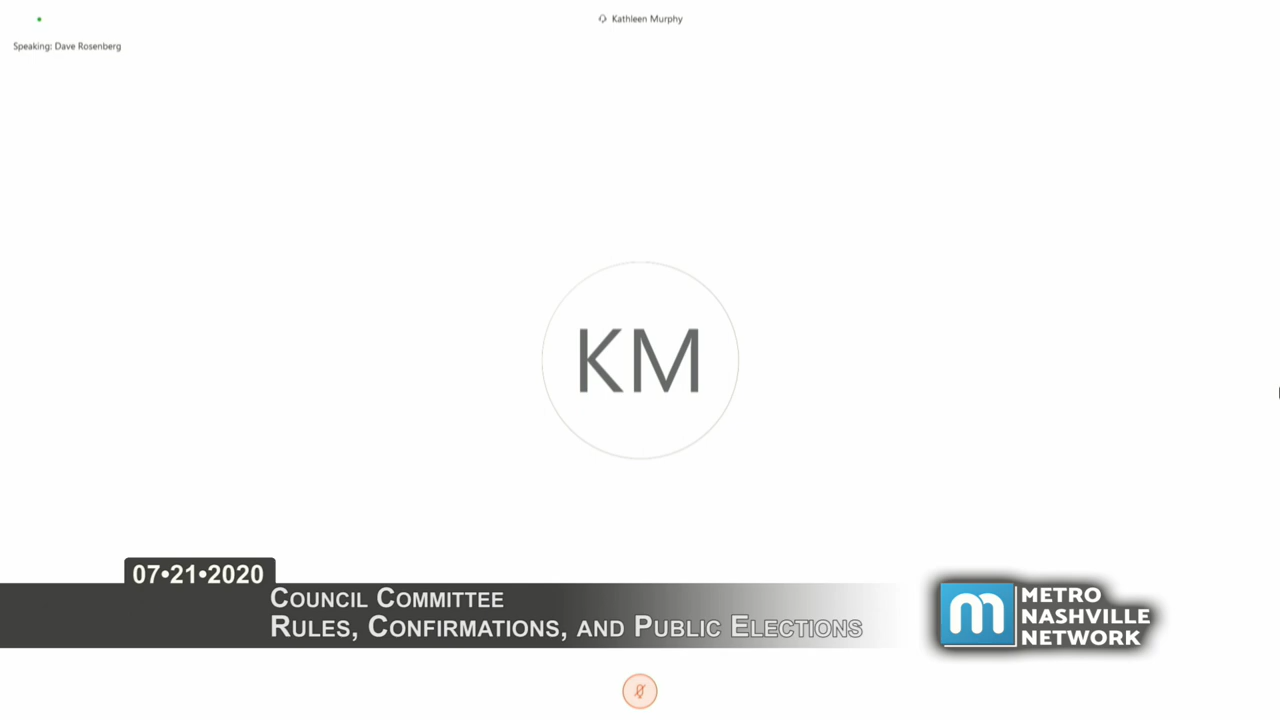 Kathleen Murphy
Speaking: Dave Rosenberg
KM
07•21•2020
Council Committee
Rules, Confirmations, and Public Elections
m
METRO
NASHVILLE
NETWORK